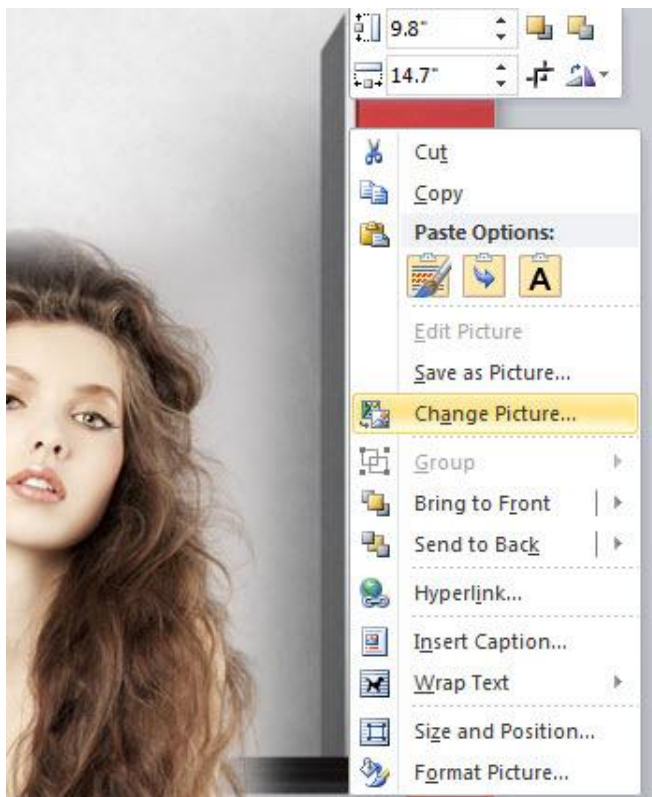 9.8"
14.7"
Cut
Copy
Paste Options:
A
Edit Picture
Save as Picture...
Change Picture...
Group
Bring to Front
Send to Back
Hyperlink...
Insert Caption...
Wrap Text
Size and Position...
Format Picture...